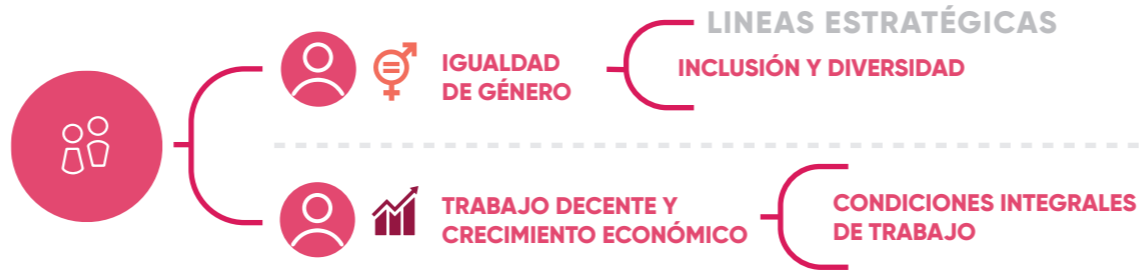 LINEAS ESTRATÉGICAS
IGUALDAD
DE GÉNERO
INCLUSIÓN Y DIVERSIDAD
TRABAJO DECENTE Y
CRECIMIENTO ECONÓMICO
CONDICIONES INTEGRALES
DE TRABAJO